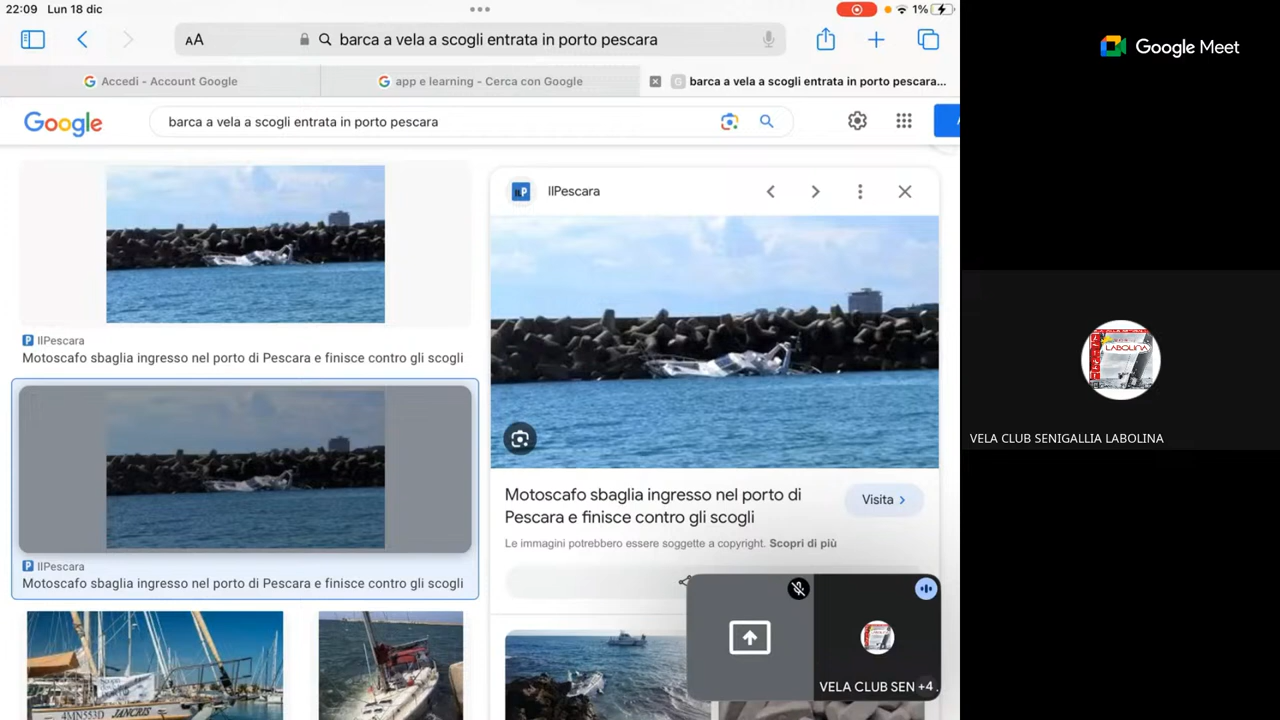 22:09 Lun 18 dic
1%
AA
barca a vela a scogli entrata in porto pescara
Accedi - Account Google
app e learning - Cerca con Google
barca a vela a scogli entrata in porto pescara...
Google
barca a vela a scogli entrata in porto pescara
IlPescara
Motoscafo sbaglia ingresso nel porto di Pescara e finisce contro gli scogli
IlPescara
Motoscafo sbaglia ingresso nel porto di Pescara e finisce contro gli scogli
4MN553D JANCRIS
IlPescara
Motoscafo sbaglia ingresso nel porto di
Pescara e finisce contro gli scogli
Visita
Le immagini potrebbero essere soggette a copyright. Scopri di più
VELA CLUB SEN +4
Google Meet
LABOLINA
VELA CLUB SENIGALLIA LABOLINA